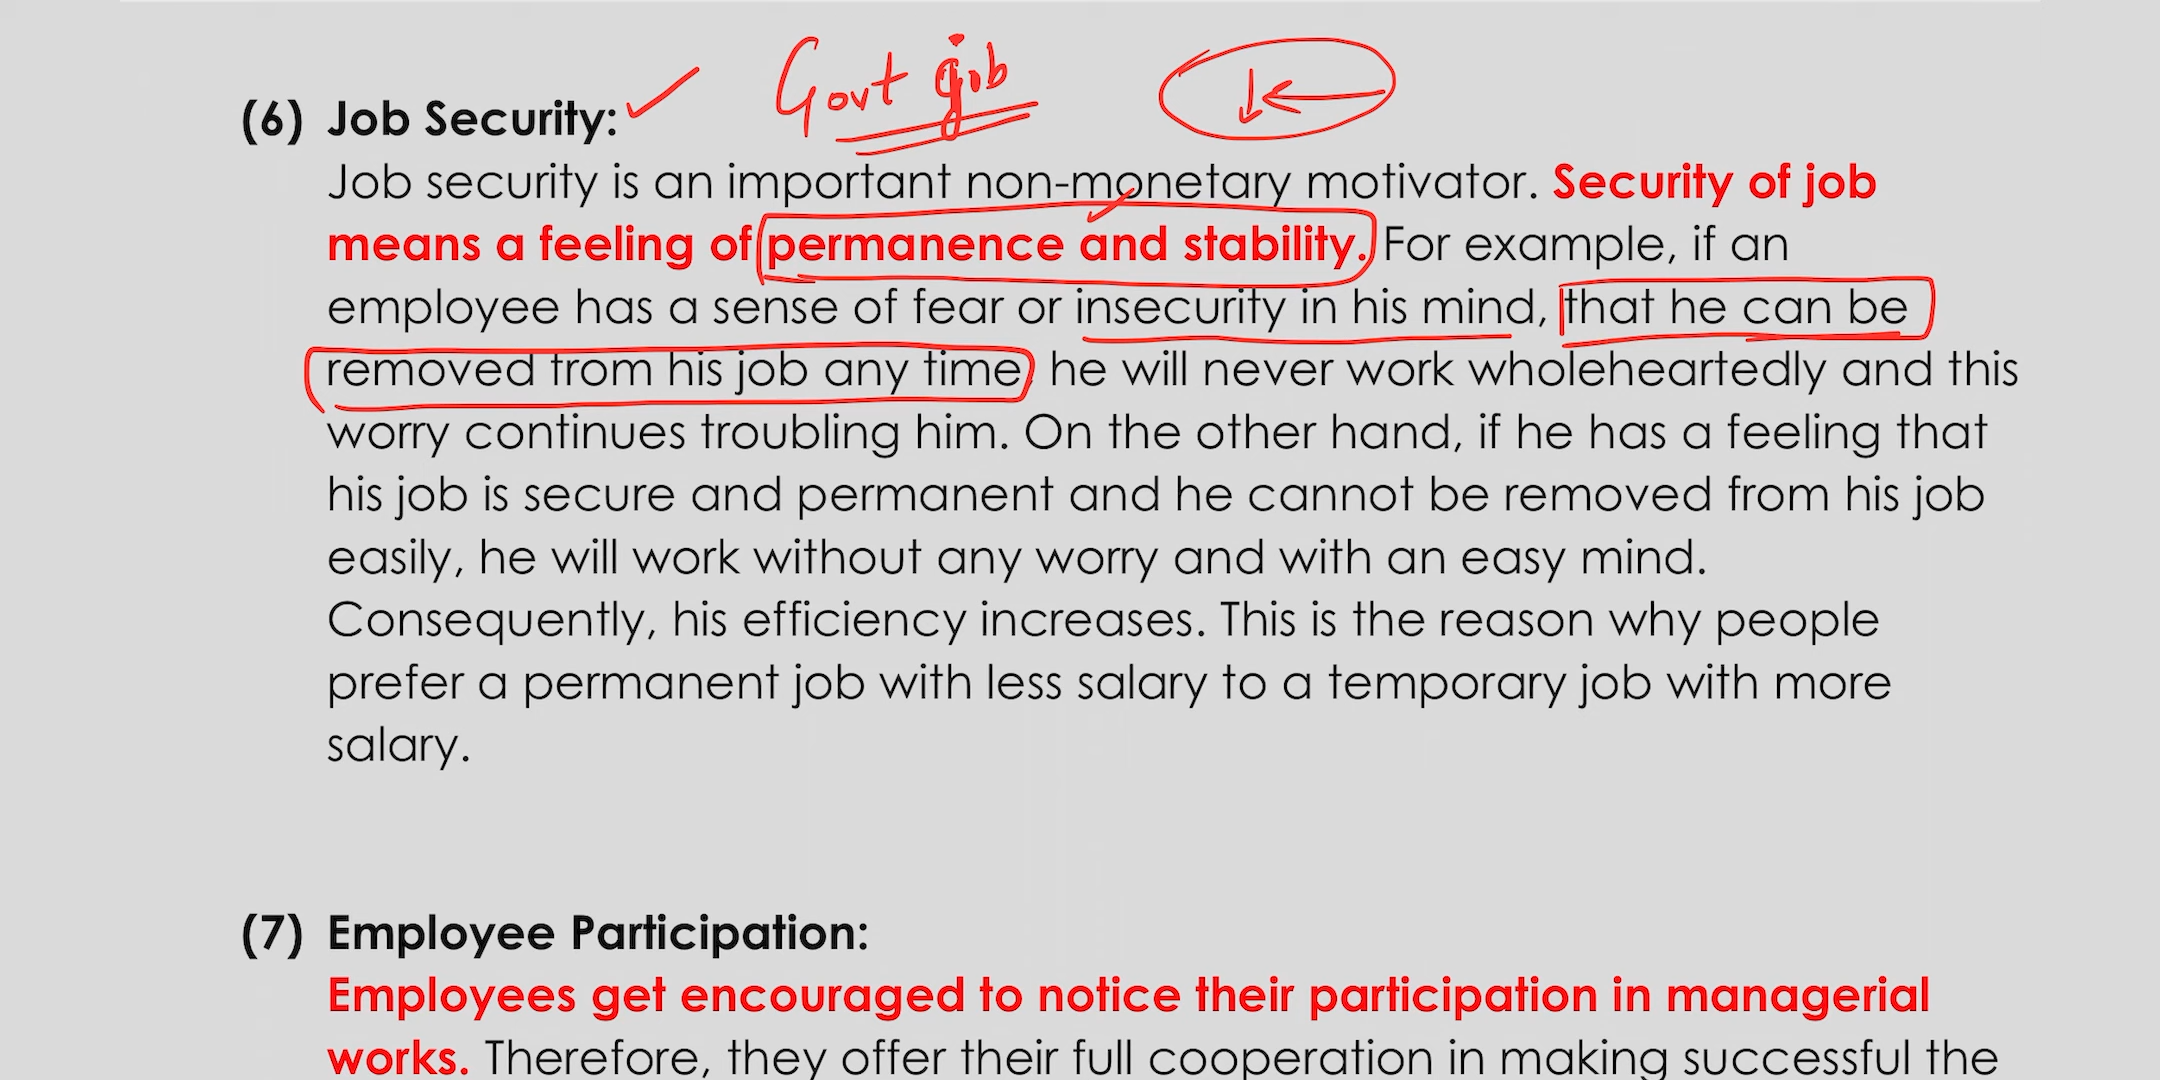 Govt job
(6) Job Security:
Job security is an important non-monetary motivator. Security of job
means a feeling of permanence and stability. For example, if an
employee has a sense of fear or insecurity in his mind, that he can be
removed from his job any time, he will never work wholeheartedly and this
worry continues troubling him. On the other hand, if he has a feeling that
his job is secure and permanent and he cannot be removed from his job
easily, he will work without any worry and with an easy mind.
Consequently, his efficiency increases. This is the reason why people
prefer a permanent job with less salary to a temporary job with more
salary.
(7) Employee Participation:
Employees get encouraged to notice their participation in managerial
works. Therefore, they offer their full cooperation in making successful the